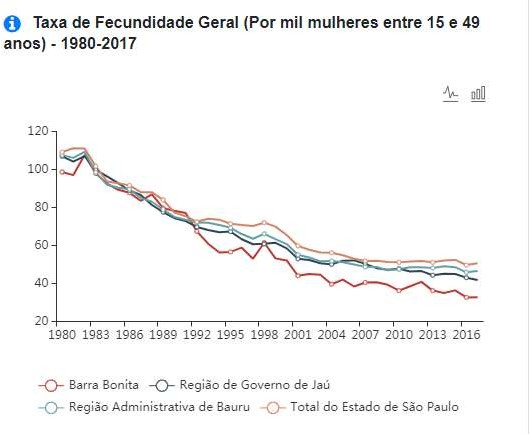 Taxa de Fecundidade Geral (Por mil mulheres entre 15 e 49
anos) - 1980-2017
120
100
80
60
40
20
1980 1983 1986 1989 1992 1995 1998 2001 2004 2007 2010 2013 2016
Barra Bonita Região de Governo de Jaú
Região Administrativa de Bauru Total do Estado de São Paulo